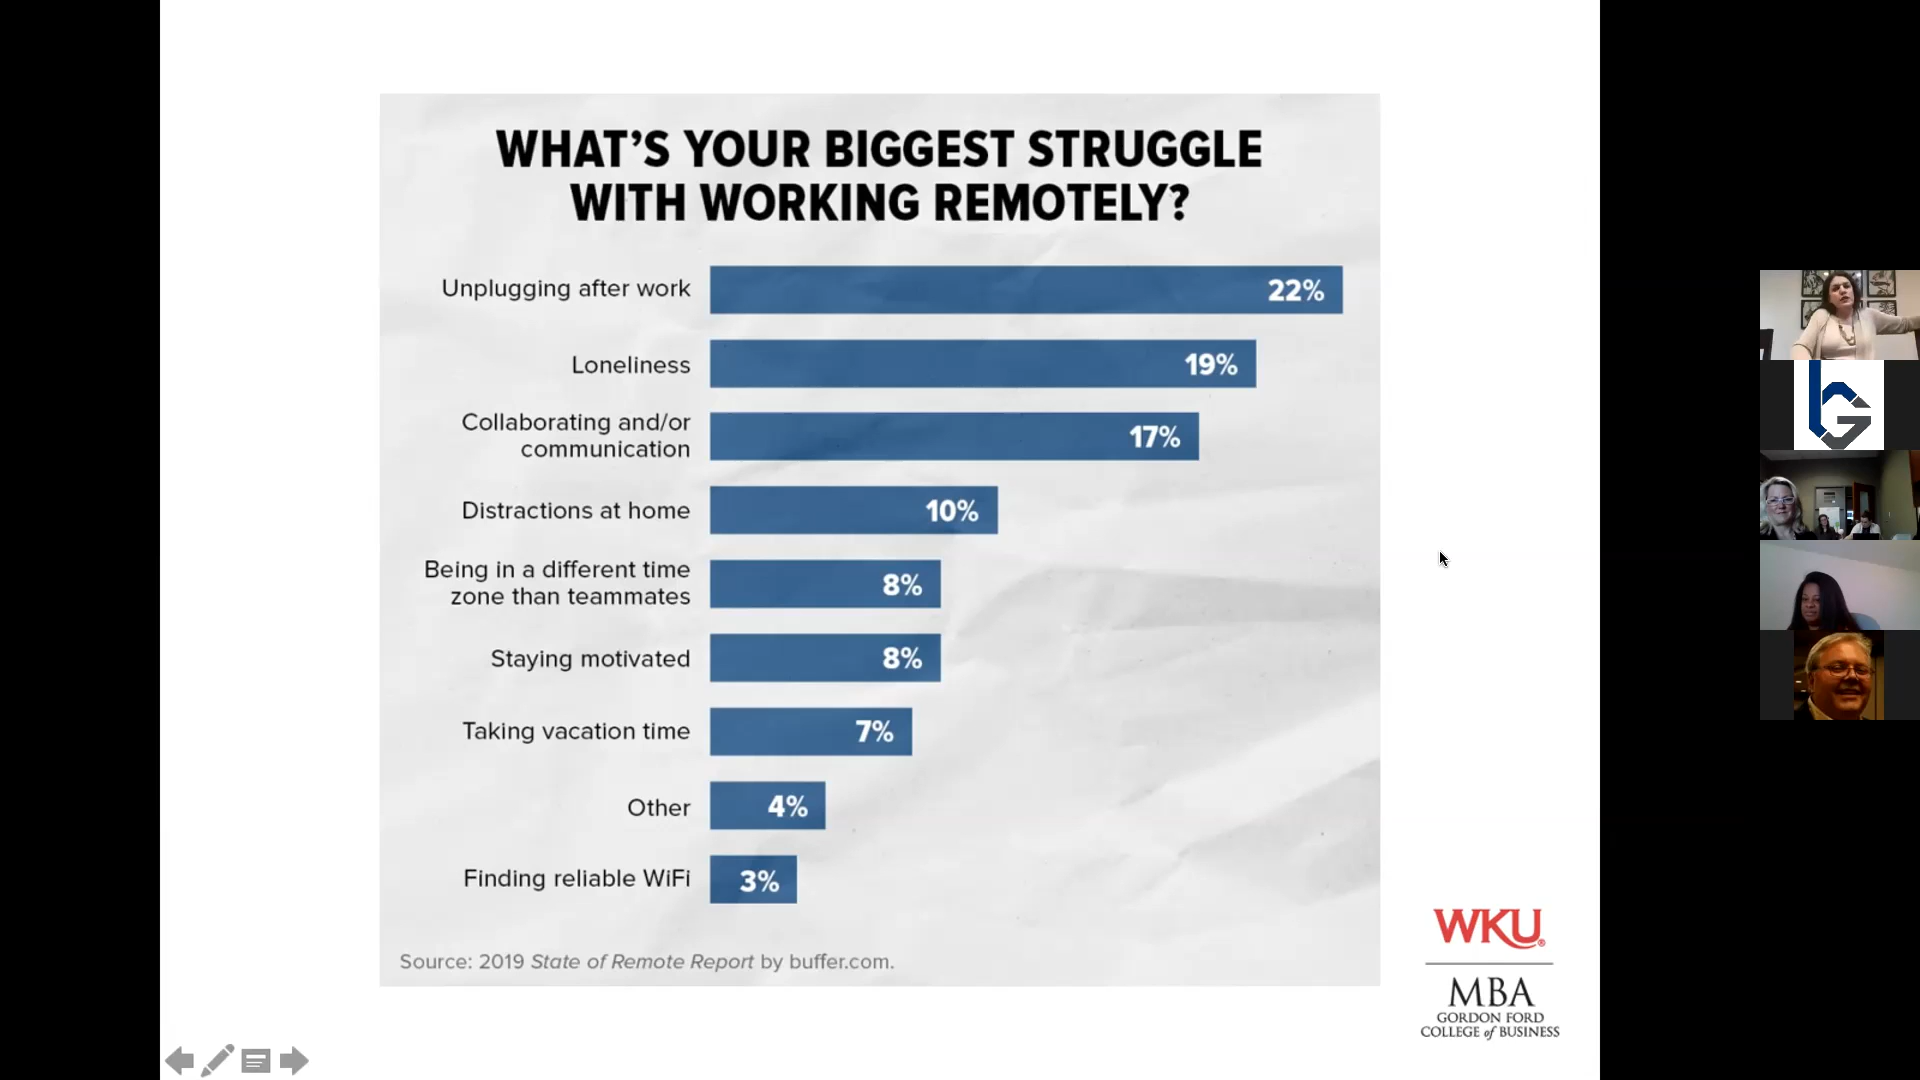 WHAT'S YOUR BIGGEST STRUGGLE
WITH WORKING REMOTELY?
Unplugging after work 22%
Loneliness 19%
Collaborating and/or
communication 17%
Distractions at home 10%
Being in a different time
zone than teammates 8%
Staying motivated 8%
Taking vacation time 7%
Other 4%
Finding reliable WiFi 3%
Source: 2019 State of Remote Report by buffer.com.
WKU®
MBA
GORDON FORD
COLLEGE of BUSINESS
bG